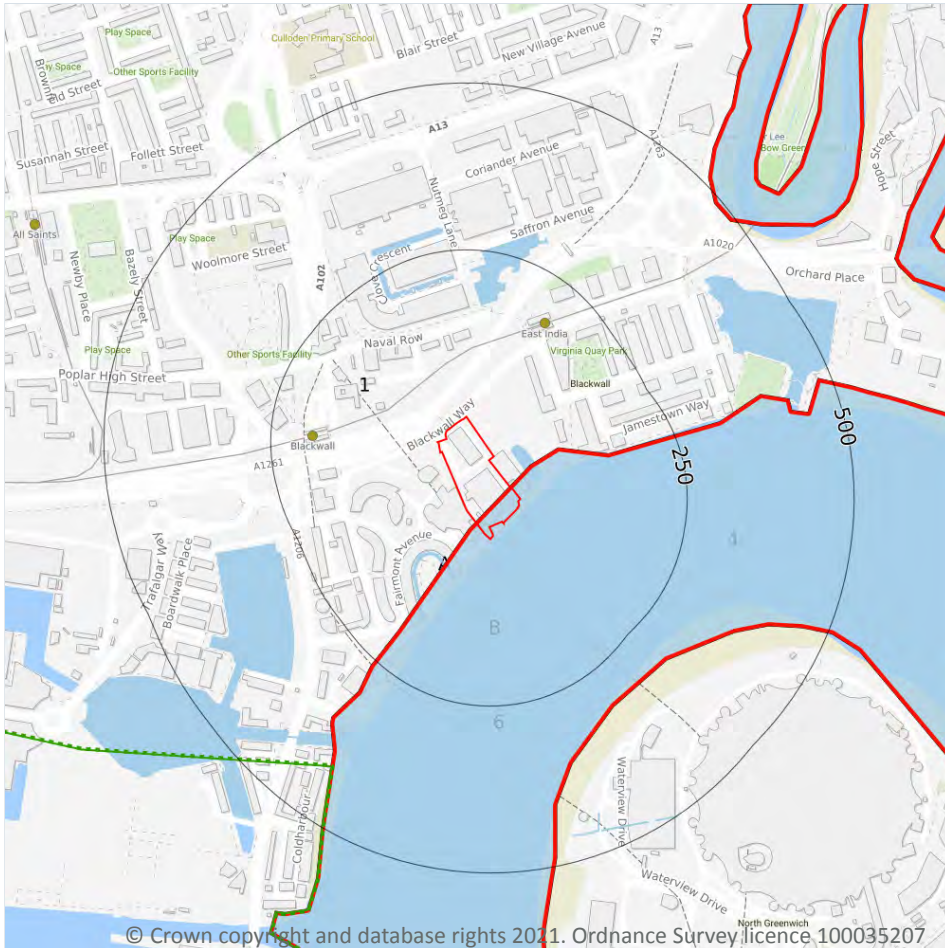 Play Space
Culloden Primary School
Blair Street
New Village Avenue
A13
Play Space
Other Sports Facility
Susannah Street
Follett Street
A13
Coriander Avenue
A1263
Bow Green
Hope Street
All Saints
Nutmeg Lane
Saffron Avenue
Play Space
Woolmore Street
Newby Place
Bazely Street
A102
Crescent
Clove
A1020
Orchard Place
Naval Row
East India
Play Space
Other Sports Facility
Virginia Quay Park
Poplar High Street
1
Blackwall
Blackwall Way
Jamestown Way
500
Blackwall
250
A1261
A1206
Trafalgar Way
Boardwalk Place
Fairmont Avenue
A
4
B
6
Waterview Drive
Coldharbour
Waterview Drive
North Greenwich
© Crown copyright and database rights 2021. Ordnance Survey licence 100035207